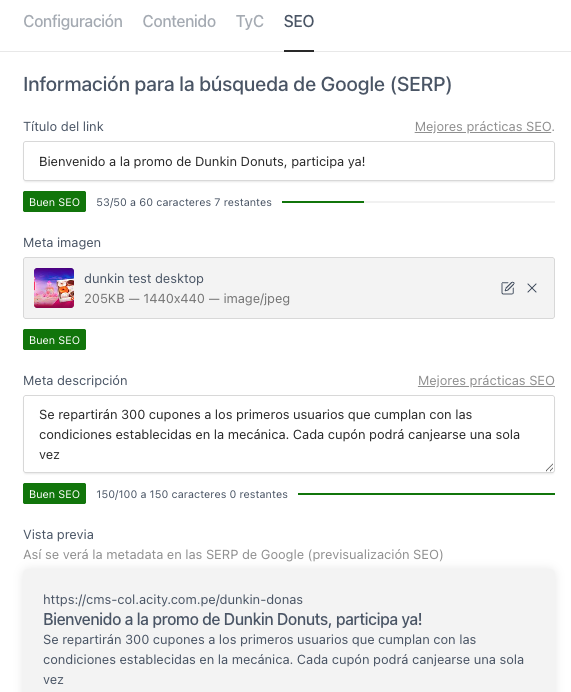 Configuración Contenido TyC SEO
Información para la búsqueda de Google (SERP)
Título del link Mejores prácticas SEO.
Bienvenido a la promo de Dunkin Donuts, participa ya!
Buen SEO 53/50 a 60 caracteres 7 restantes
Meta imagen
dunkin test desktop
205KB — 1440x440 — image/jpeg
Buen SEO
Meta descripción Mejores prácticas SEO
Se repartirán 300 cupones a los primeros usuarios que cumplan con las
condiciones establecidas en la mecánica. Cada cupón podrá canjearse una sola
vez
Buen SEO 150/100 a 150 caracteres 0 restantes
Vista previa
Así se verá la metadata en las SERP de Google (previsualización SEO)
https://cms-col.acity.com.pe/dunkin-donas
Bienvenido a la promo de Dunkin Donuts, participa ya!
Se repartirán 300 cupones a los primeros usuarios que cumplan con las
condiciones establecidas en la mecánica. Cada cupón podrá canjearse una sola
vez